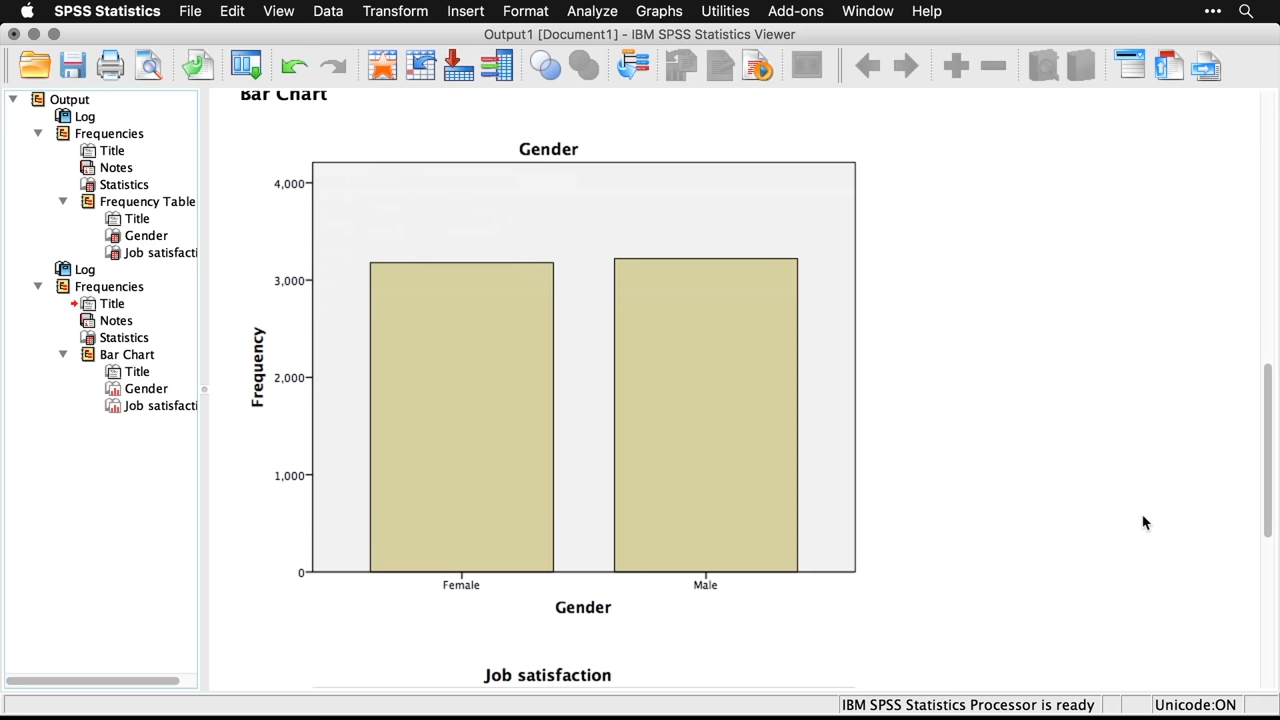 SPSS Statistics File Edit View Data Transform Insert Format Analyze Graphs Utilities Add-ons Window Help
Output1 [Document1] - IBM SPSS Statistics Viewer
Output
Log
Frequencies
Title
Notes
Statistics
Frequency Table
Title
Gender
Job satisfacti
Log
Frequencies
Title
Notes
Statistics
Bar Chart
Title
Gender
Job satisfacti
Bar Chart
Gender
4,000
3,000
2,000
1,000
0
Frequency
Female Male
Gender
Job satisfaction
IBM SPSS Statistics Processor is ready Unicode:ON